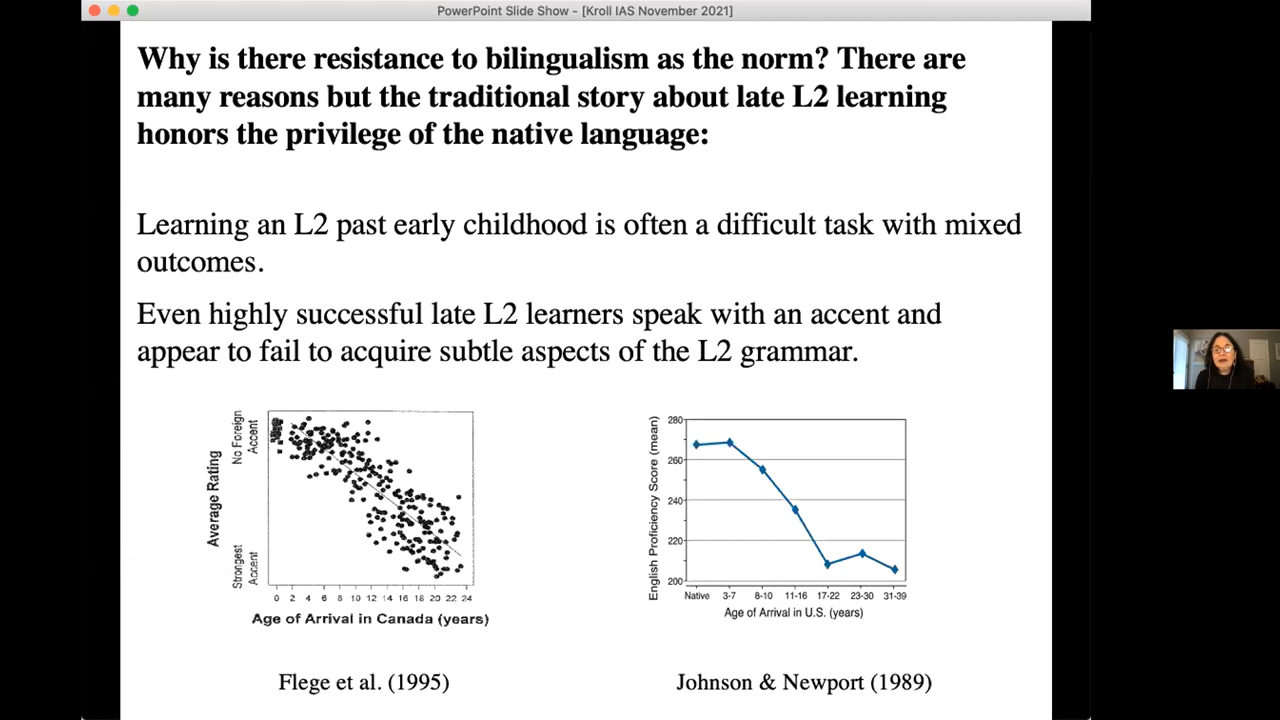 PowerPoint Slide Show - [Kroll IAS November 2021]
Why is there resistance to bilingualism as the norm? There are
many reasons but the traditional story about late L2 learning
honors the privilege of the native language:
Learning an L2 past early childhood is often a difficult task with mixed
outcomes.
Even highly successful late L2 learners speak with an accent and
appear to fail to acquire subtle aspects of the L2 grammar.
Average Rating
No Foreign
Accent
Strongest
Accent
0 2 4 6 8 10 12 14 16 18 20 22 24
Age of Arrival in Canada (years)
Flege et al. (1995)
English Proficiency Score (mean)
280
260
240
220
200
Native 3-7 8-10 11-16 17-22 23-30 31-39
Age of Arrival in U.S. (years)
Johnson & Newport (1989)